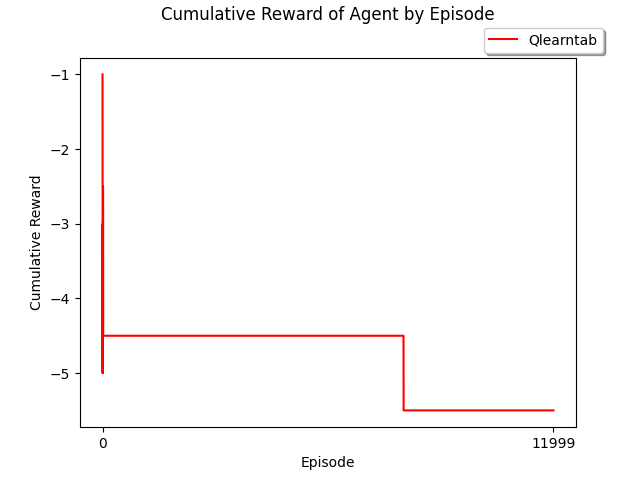 Cumulative Reward of Agent by Episode
Qlearntab
−1
−2
−3
−4
−5
Cumulative Reward
0
11999
Episode